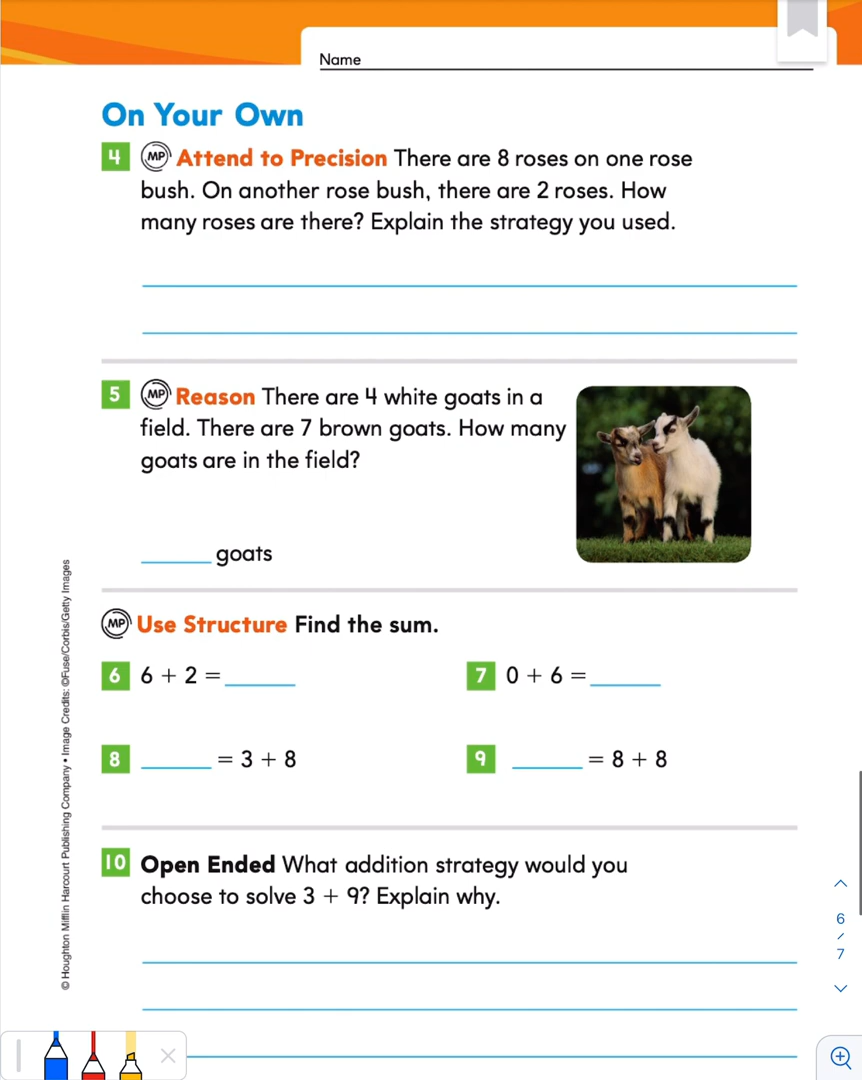 Name
On Your Own
4 MP Attend to Precision There are 8 roses on one rose
bush. On another rose bush, there are 2 roses. How
many roses are there? Explain the strategy you used.
5 MP Reason There are 4 white goats in a
field. There are 7 brown goats. How many
goats are in the field?
______ goats
MP Use Structure Find the sum.
6 6 + 2 = ______
7 0 + 6 = ______
8 ______ = 3 + 8
9 ______ = 8 + 8
10 Open Ended What addition strategy would you
choose to solve 3 + 9? Explain why.
© Houghton Mifflin Harcourt Publishing Company • Image Credits: ©Fuse/Corbis/Getty Images
6
/
7